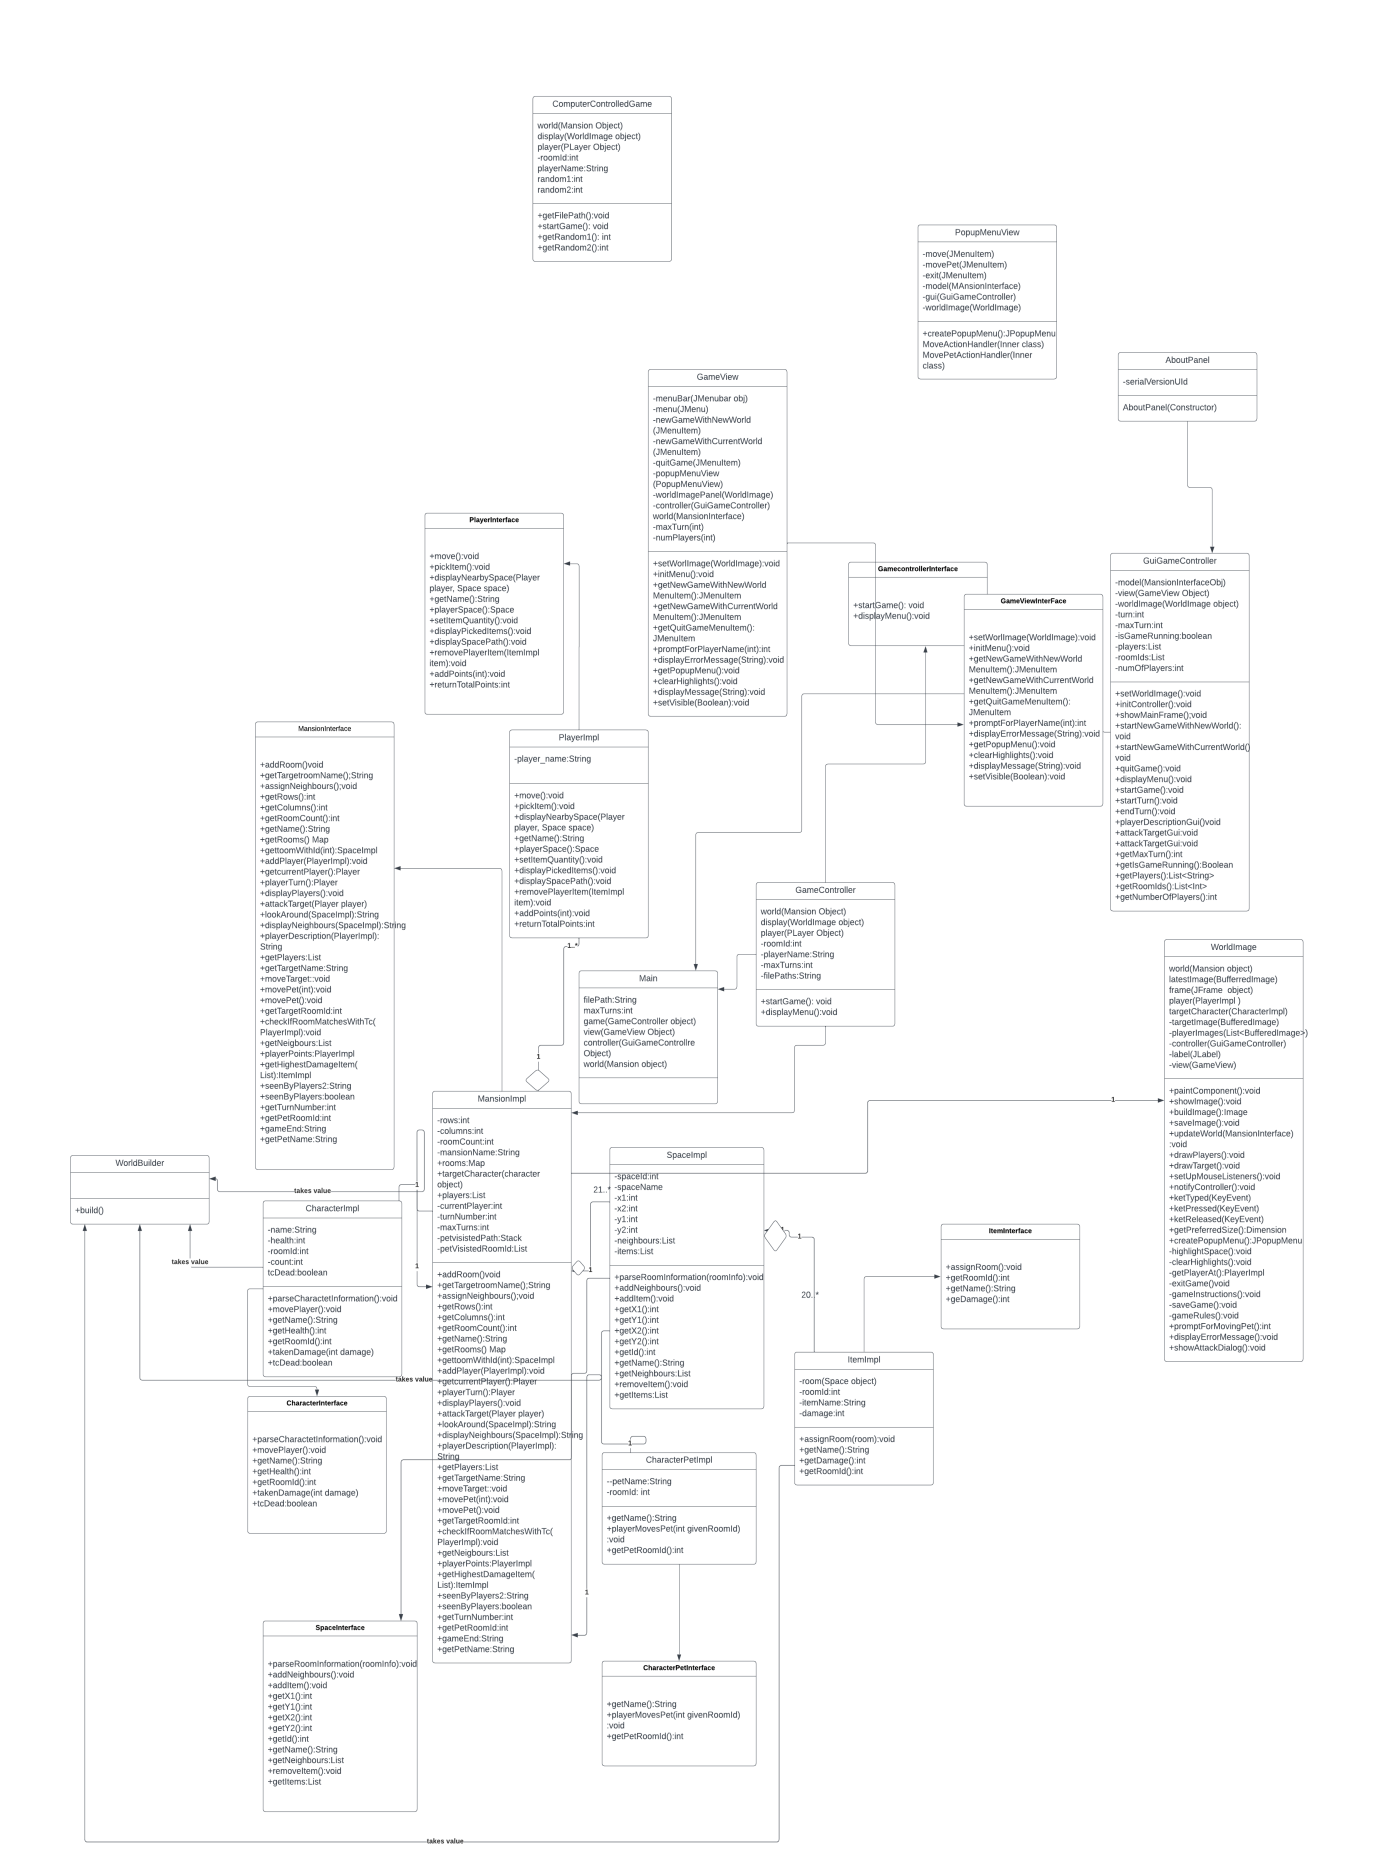 ComputerControlledGame
world(Mansion Object)
display(WorldImage object)
player(PLayer Object)
-roomId:int
playerName:String
random1:int
random2:int
+getFilePath():void
+startGame(): void
+getRandom1(): int
+getRandom2():int
PopupMenuView
-move(JMenuItem)
-movePet(JMenuItem)
-exit(JMenuItem)
-model(MAnsionInterface)
-gui(GuiGameController)
-worldImage(WorldImage)
+createPopupMenu():JPopupMenu
MoveActionHandler(Inner class)
MovePetActionHandler(Inner
class)
AboutPanel
-serialVersionUId
AboutPanel(Constructor)
GameView
-menuBar(JMenubar obj)
-menu(JMenu)
-newGameWithNewWorld
(JMenuItem)
-newGameWithCurrentWorld
(JMenuItem)
-quitGame(JMenuItem)
-popupMenuView
(PopupMenuView)
-worldImagePanel(WorldImage)
-controller(GuiGameController)
world(MansionInterface)
-maxTurn(int)
-numPlayers(int)
+setWorlImage(WorldImage):void
+initMenu():void
+getNewGameWithNewWorld
MenuItem():JMenuItem
+getNewGameWithCurrentWorld
MenuItem():JMenuItem
+getQuitGameMenuItem():
JMenuItem
+promptForPlayerName(int):int
+displayErrorMessage(String):void
+getPopupMenu():void
+clearHighlights():void
+displayMessage(String):void
+setVisible(Boolean):void
PlayerInterface
+move():void
+pickItem():void
+displayNearbySpace(Player
player, Space space)
+getName():String
+playerSpace():Space
+setItemQuantity():void
+displayPickedItems():void
+displaySpacePath():void
+removePlayerItem(ItemImpl
item):void
+addPoints(int):void
+returnTotalPoints:int
GamecontrollerInterface
+startGame(): void
+displayMenu():void
GameViewInterFace
+setWorlImage(WorldImage):void
+initMenu():void
+getNewGameWithNewWorld
MenuItem():JMenuItem
+getNewGameWithCurrentWorld
MenuItem():JMenuItem
+getQuitGameMenuItem():
JMenuItem
+promptForPlayerName(int):int
+displayErrorMessage(String):void
+getPopupMenu():void
+clearHighlights():void
+displayMessage(String):void
+setVisible(Boolean):void
GuiGameController
-model(MansionInterfaceObj)
-view(GameView Object)
-worldImage(WorldImage object)
-turn:int
-maxTurn:int
-isGameRunning:boolean
-players:List
-roomIds:List
-numOfPlayers:int
+setWorldImage();void
+initController():void
+showMainFrame();void
+startNewGameWithNewWorld():
void
+startNewGameWithCurrentWorld()
void
+quitGame():void
+displayMenu():void
+startGame():void
+startTurn():void
+endTurn():void
+playerDescriptionGui()void
+attackTargetGui:void
+attackTargetGui:void
+getMaxTurn():int
+getIsGameRunning():Boolean
+getPlayers():List<String>
+getRoomIds():List<Int>
+getNumberOfPlayers():int
MansionInterface
+addRoom()void
+getTargetroomName();String
+assignNeighbours();void
+getRows():int
+getColumns():int
+getRoomCount():int
+getName():String
+getRooms() Map
+gettoomWithId(int):SpaceImpl
+addPlayer(PlayerImpl):void
+getcurrentPlayer():Player
+playerTurn():Player
+displayPlayers():void
+attackTarget(Player player)
+lookAround(SpaceImpl):String
+displayNeighbours(SpaceImpl):String
+playerDescription(PlayerImpl):
String
+getPlayers:List
+getTargetName:String
+moveTarget::void
+movePet(int):void
+movePet():void
+getTargetRoomId:int
+checkIfRoomMatchesWithTc(
PlayerImpl):void
+getNeigbours:List
+playerPoints:PlayerImpl
+getHighestDamageItem(
List):ItemImpl
+seenByPlayers2:String
+seenByPlayers:boolean
+getTurnNumber:int
+getPetRoomId:int
+gameEnd:String
+getPetName:String
PlayerImpl
-player_name:String
+move():void
+pickItem():void
+displayNearbySpace(Player
player, Space space)
+getName():String
+playerSpace():Space
+setItemQuantity():void
+displayPickedItems():void
+displaySpacePath():void
+removePlayerItem(ItemImpl
item):void
+addPoints(int):void
+returnTotalPoints:int
1..*
1
GameController
world(Mansion Object)
display(WorldImage object)
player(PLayer Object)
-roomId:int
-playerName:String
-maxTurns:int
-filePaths:String
+startGame(): void
+displayMenu():void
Main
filePath:String
maxTurns:int
game(GameController object)
view(GameView Object)
controller(GuiGameControllre
Object)
world(Mansion object)
WorldImage
world(Mansion object)
latestImage(BufferredImage)
frame(JFrame  object)
player(PlayerImpl )
targetCharacter(CharacterImpl)
-targetImage(BufferedImage)
-playerImages(List<BufferedImage>)
-controller(GuiGameController)
-label(JLabel)
-view(GameView)
+paintComponent():void
+showImage():void
+buildImage():Image
+saveImage():void
+updateWorld(MansionInterface)
:void
+drawPlayers():void
+drawTarget():void
+setUpMouseListeners():void
+notifyController():void
+ketTyped(KeyEvent)
+ketPressed(KeyEvent)
+ketReleased(KeyEvent)
+getPreferredSize():Dimension
+createPopupMenu():JPopupMenu
-highlightSpace():void
-clearHighlights():void
-getPlayerAt():PlayerImpl
-exitGame()void
-gameInstructions():void
-saveGame():void
-gameRules():void
+promptForMovingPet():int
+displayErrorMessage():void
+showAttackDialog():void
1
MansionImpl
-rows:int
-columns:int
-roomCount:int
-mansionName:String
-rooms:Map
+targetCharacter(character
object)
+players:List
-currentPlayer:int
-turnNumber:int
-maxTurns:int
-petvisistedPath:Stack
-petVisistedRoomId:List
+addRoom()void
+getTargetroomName();String
+assignNeighbours();void
+getRows():int
+getColumns():int
+getRoomCount():int
+getName():String
+getRooms() Map
+gettoomWithId(int):SpaceImpl
+addPlayer(PlayerImpl):void
+getcurrentPlayer():Player
+playerTurn():Player
+displayPlayers():void
+attackTarget(Player player)
+lookAround(SpaceImpl):String
+displayNeighbours(SpaceImpl):String
+playerDescription(PlayerImpl):
String
+getPlayers:List
+getTargetName:String
+moveTarget::void
+movePet(int):void
+movePet():void
+getTargetRoomId:int
+checkIfRoomMatchesWithTc(
PlayerImpl):void
+getNeigbours:List
+playerPoints:PlayerImpl
+getHighestDamageItem(
List):ItemImpl
+seenByPlayers2:String
+seenByPlayers:boolean
+getTurnNumber:int
+getPetRoomId:int
+gameEnd:String
+getPetName:String
WorldBuilder
+build()
takes value
1
1
CharacterImpl
-name:String
-health:int
-roomId:int
-count:int
tcDead:boolean
+parseCharactetInformation():void
+movePlayer():void
+getName():String
+getHealth():int
+getRoomId():int
+takenDamage(int damage)
+tcDead:boolean
takes value
takes value
SpaceImpl
-spaceId:int
-spaceName
-x1:int
-x2:int
-y1:int
-y2:int
-neighbours:List
-items:List
+parseRoomInformation(roomInfo):void
+addNeighbours():void
+addItem():void
+getX1():int
+getY1():int
+getX2():int
+getY2():int
+getId():int
+getName():String
+getNeighbours:List
+removeItem():void
+getItems:List
21..*
1
1
20..*
ItemInterface
+assignRoom():void
+getRoomId():int
+getName():String
+geDamage():int
ItemImpl
-room(Space object)
-roomId:int
-itemName:String
-damage:int
+assignRoom(room):void
+getName():String
+getDamage():int
+getRoomId():int
CharacterInterface
+parseCharactetInformation():void
+movePlayer():void
+getName():String
+getHealth():int
+getRoomId():int
+takenDamage(int damage)
+tcDead:boolean
1
CharacterPetImpl
--petName:String
-roomId: int
+getName():String
+playerMovesPet(int givenRoomId)
:void
+getPetRoomId():int
1
SpaceInterface
+parseRoomInformation(roomInfo):void
+addNeighbours():void
+addItem():void
+getX1():int
+getY1():int
+getX2():int
+getY2():int
+getId():int
+getName():String
+getNeighbours:List
+removeItem():void
+getItems:List
CharacterPetInterface
+getName():String
+playerMovesPet(int givenRoomId)
:void
+getPetRoomId():int
takes value